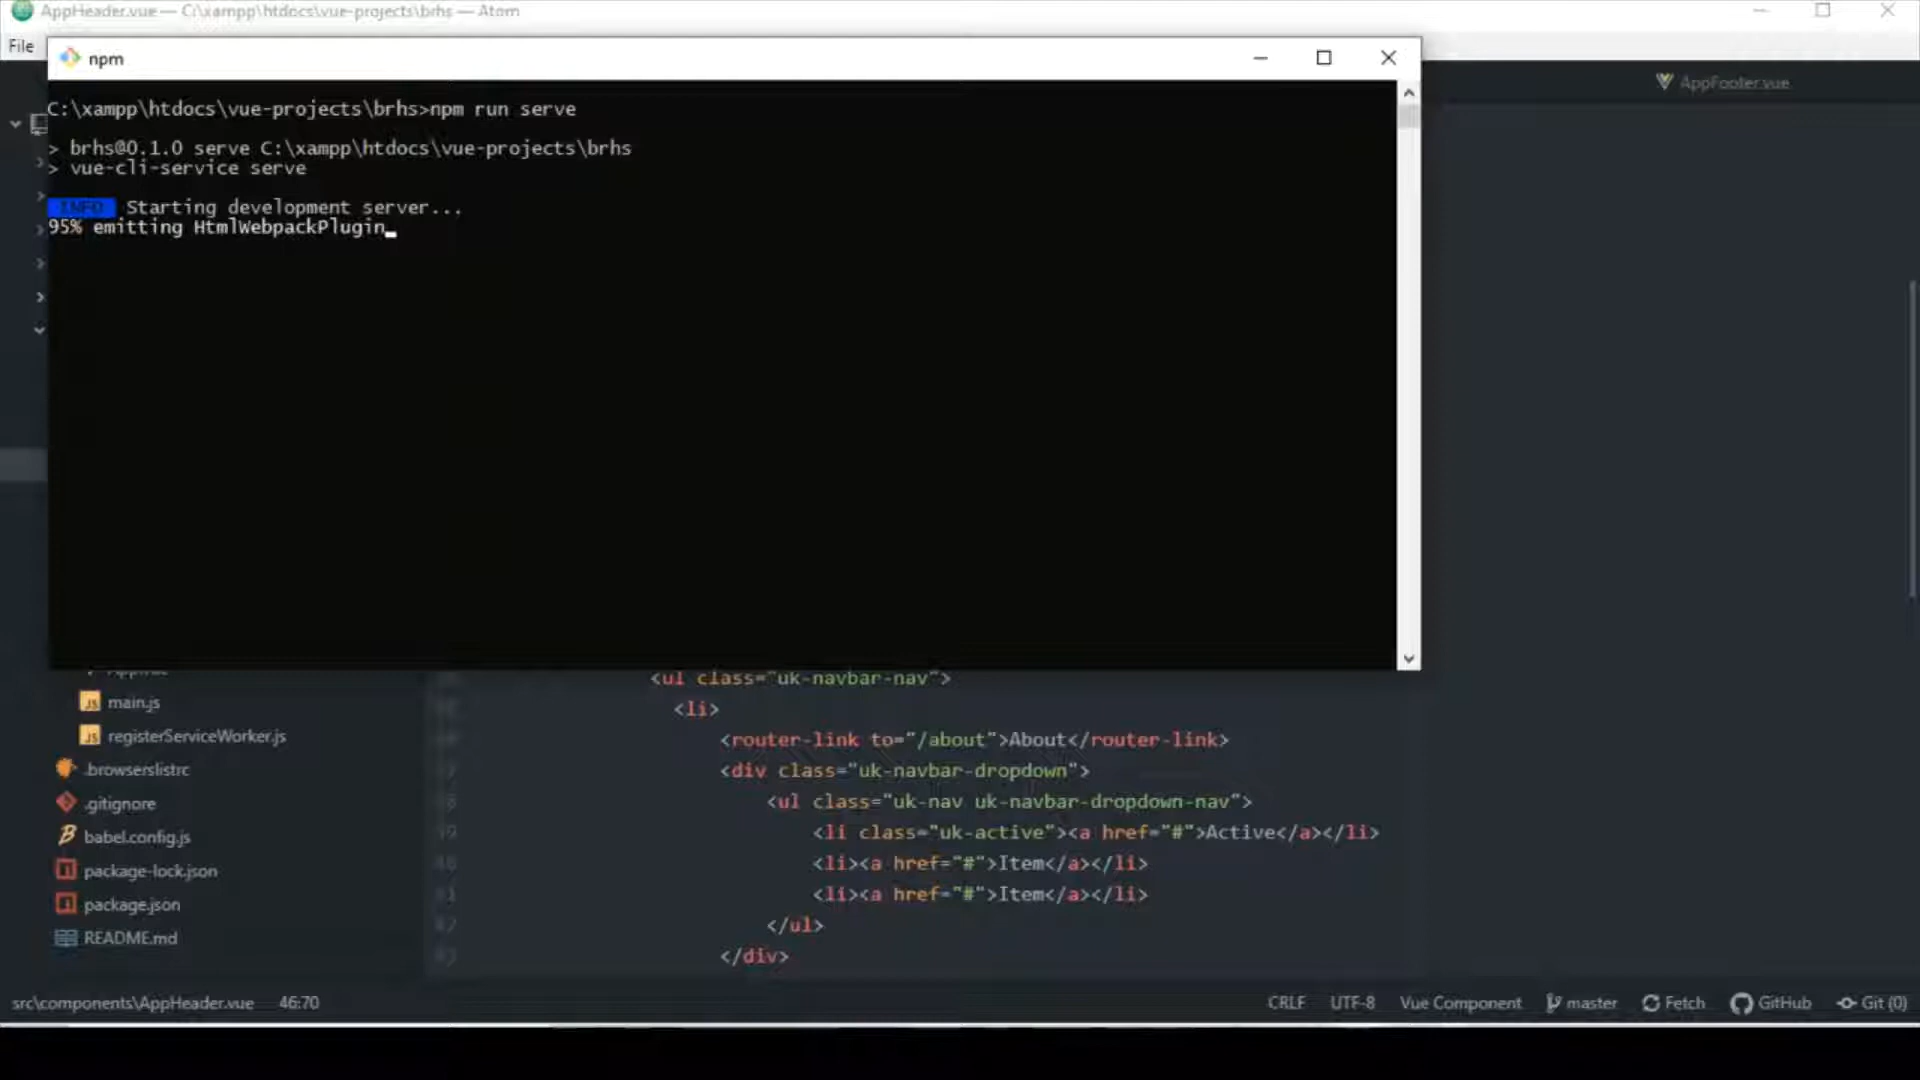 AppHeader.vue — C:\xampp\htdocs\vue-projects\brhs — Atom
File
npm
AppFooter.vue
C:\xampp\htdocs\vue-projects\brhs>npm run serve
> brhs@0.1.0 serve C:\xampp\htdocs\vue-projects\brhs
> vue-cli-service serve
INFO Starting development server...
95% emitting HtmlWebpackPlugin
<ul class="uk-navbar-nav">
main.js
<li>
registerServiceWorker.js
<router-link to="/about">About</router-link>
.browserslistrc
<div class="uk-navbar-dropdown">
.gitignore
<ul class="uk-nav uk-navbar-dropdown-nav">
babel.config.js
<li class="uk-active"><a href="#">Active</a></li>
package-lock.json
<li><a href="#">Item</a></li>
package.json
<li><a href="#">Item</a></li>
README.md
</ul>
</div>
src\components\AppHeader.vue 46:70
CRLF UTF-8 Vue Component master Fetch GitHub Git (0)